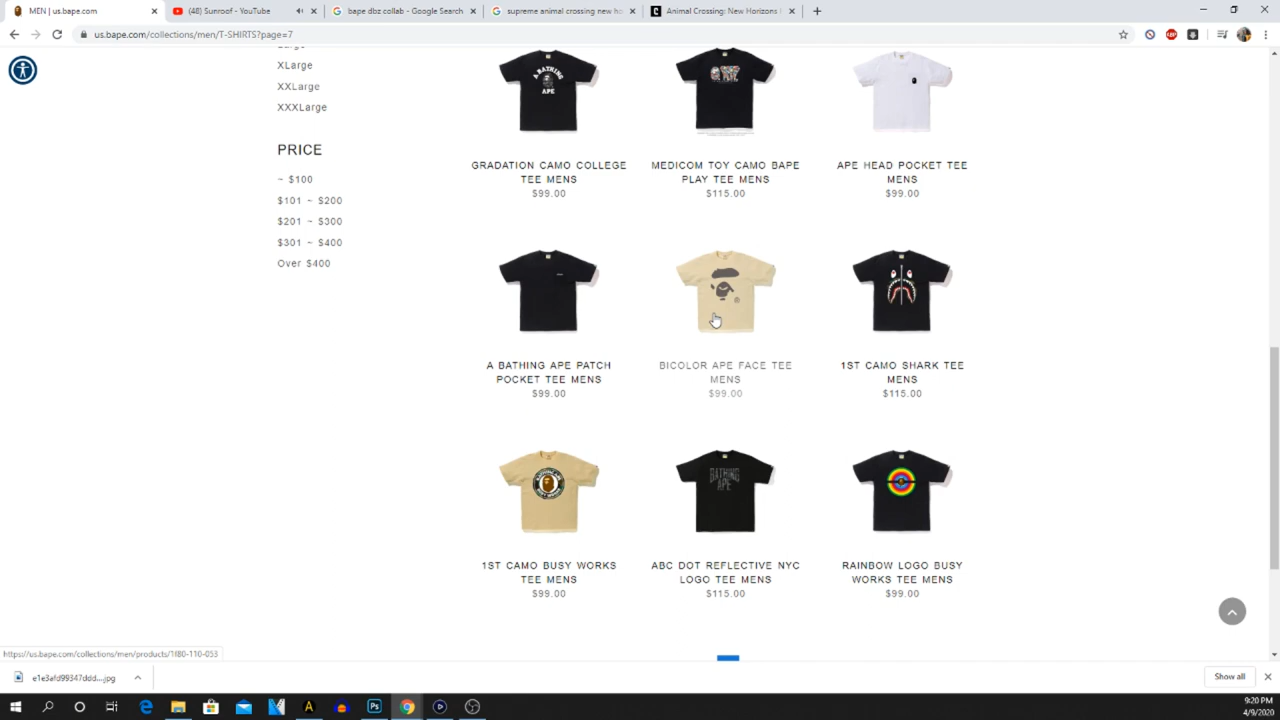 MEN | us.bape.com
(48) Sunroof - YouTube
bape dbz collab - Google Search
supreme animal crossing new ho
Animal Crossing: New Horizons
us.bape.com/collections/men/T-SHIRTS?page=7
Large
XLarge
XXLarge
XXXLarge
PRICE
~ $100
$101 ~ $200
$201 ~ $300
$301 ~ $400
Over $400
A BATHING
APE
GRADATION CAMO COLLEGE
TEE MENS
$99.00
MEDICOM TOY CAMO BAPE
PLAY TEE MENS
$115.00
APE HEAD POCKET TEE
MENS
$99.00
A BATHING APE PATCH
POCKET TEE MENS
$99.00
BICOLOR APE FACE TEE
MENS
$99.00
1ST CAMO SHARK TEE
MENS
$115.00
BATHING
APE
1ST CAMO BUSY WORKS
TEE MENS
$99.00
ABC DOT REFLECTIVE NYC
LOGO TEE MENS
$115.00
RAINBOW LOGO BUSY
WORKS TEE MENS
$99.00
https://us.bape.com/collections/men/products/1f80-110-053
e1e3afd99347ddd....jpg
Show all
Ps
9:20 PM
4/9/2020